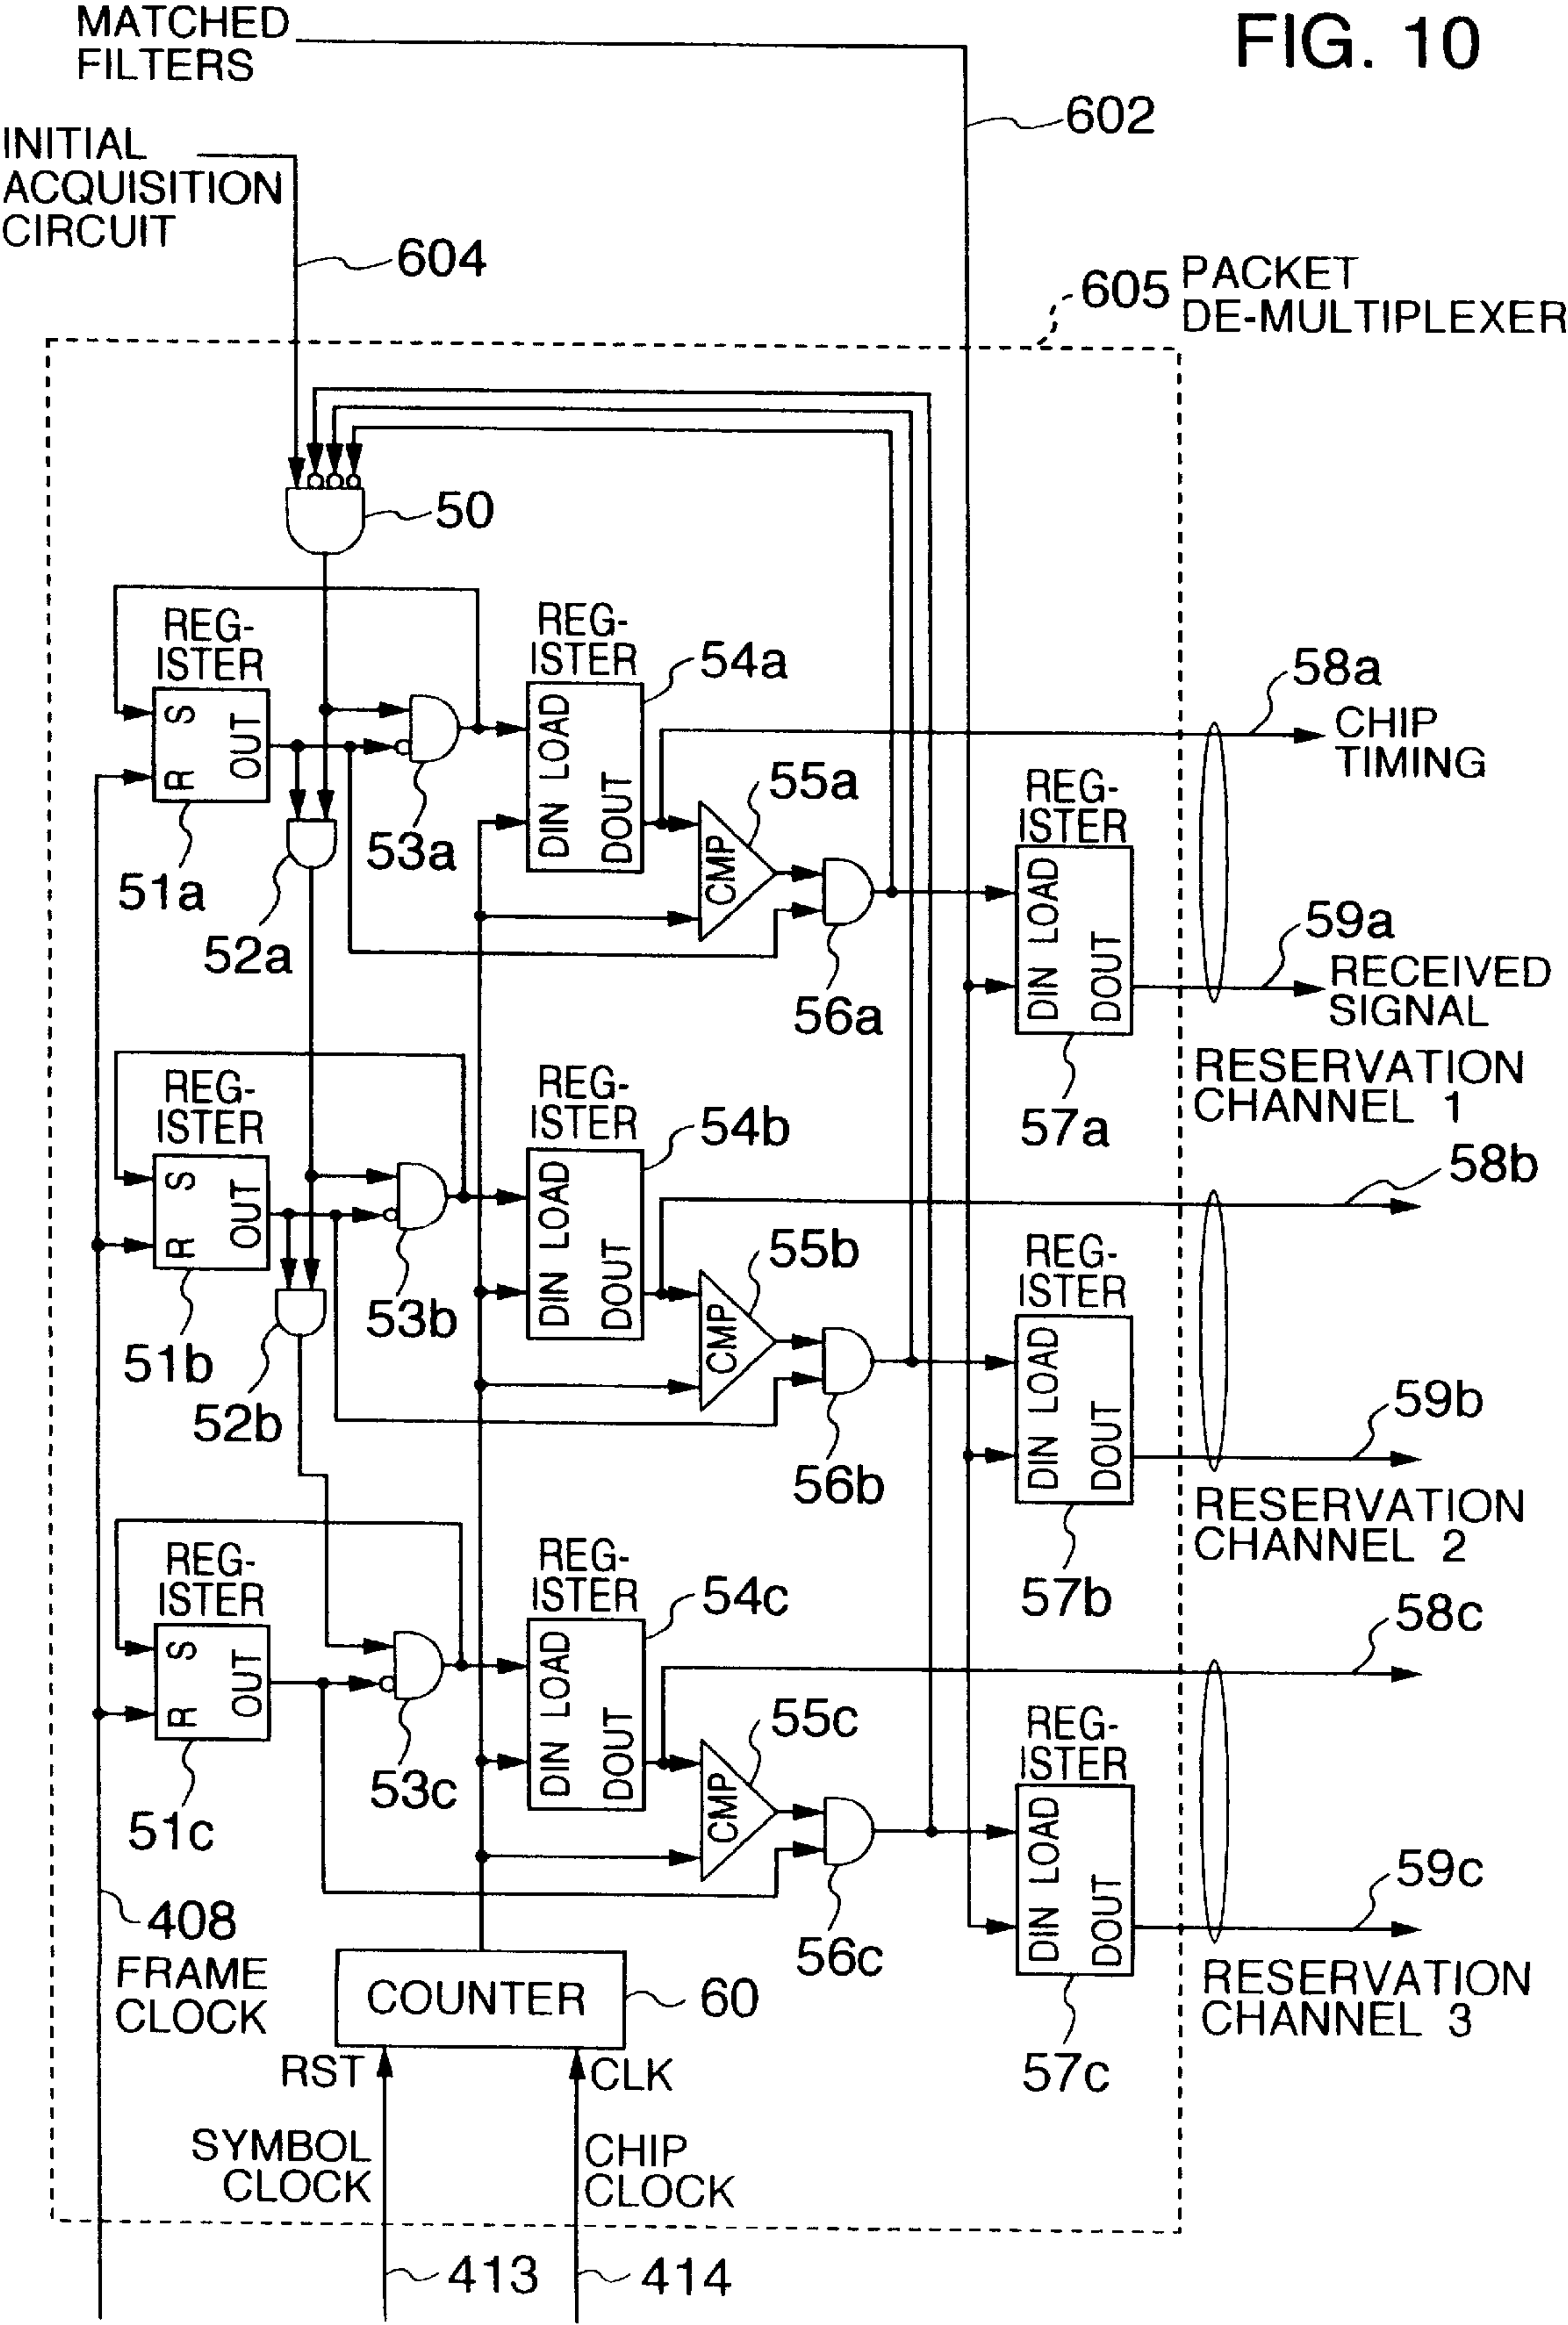 MATCHED
FILTERS
FIG. 10
602
INITIAL
ACQUISITION
CIRCUIT
604
605 PACKET
DE-MULTIPLEXER
50
REG-
ISTER
S
R
OUT
51a
52a
53a
REG-
ISTER
LOAD
DIN
DOUT
54a
CMP
55a
56a
REG-
ISTER
LOAD
DIN
DOUT
57a
58a
CHIP
TIMING
59a
RECEIVED
SIGNAL
RESERVATION
CHANNEL 1
REG-
ISTER
S
R
OUT
51b
52b
53b
REG-
ISTER
LOAD
DIN
DOUT
54b
CMP
55b
56b
REG-
ISTER
LOAD
DIN
DOUT
57b
58b
59b
RESERVATION
CHANNEL 2
REG-
ISTER
S
R
OUT
51c
53c
REG-
ISTER
LOAD
DIN
DOUT
54c
CMP
55c
56c
REG-
ISTER
LOAD
DIN
DOUT
57c
58c
59c
RESERVATION
CHANNEL 3
408
FRAME
CLOCK
COUNTER
60
RST
CLK
SYMBOL
CLOCK
CHIP
CLOCK
413
414